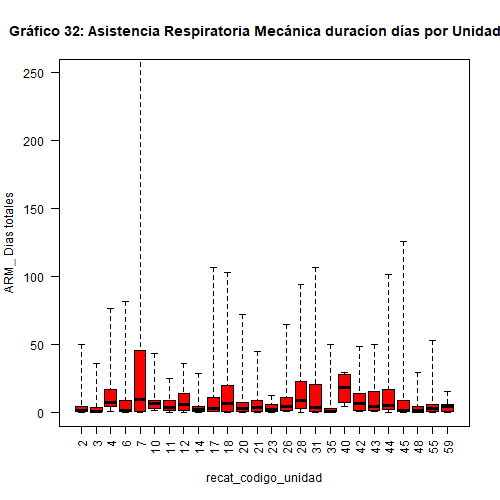 Gráfico 32: Asistencia Respiratoria Mecánica duracíon días por Unidad
250
200
150
100
50
0
ARM_ Dias totales
2 3 4 6 7 10 11 12 14 17 18 20 21 23 26 28 31 35 40 42 43 44 45 48 55 59
recat_codigo_unidad